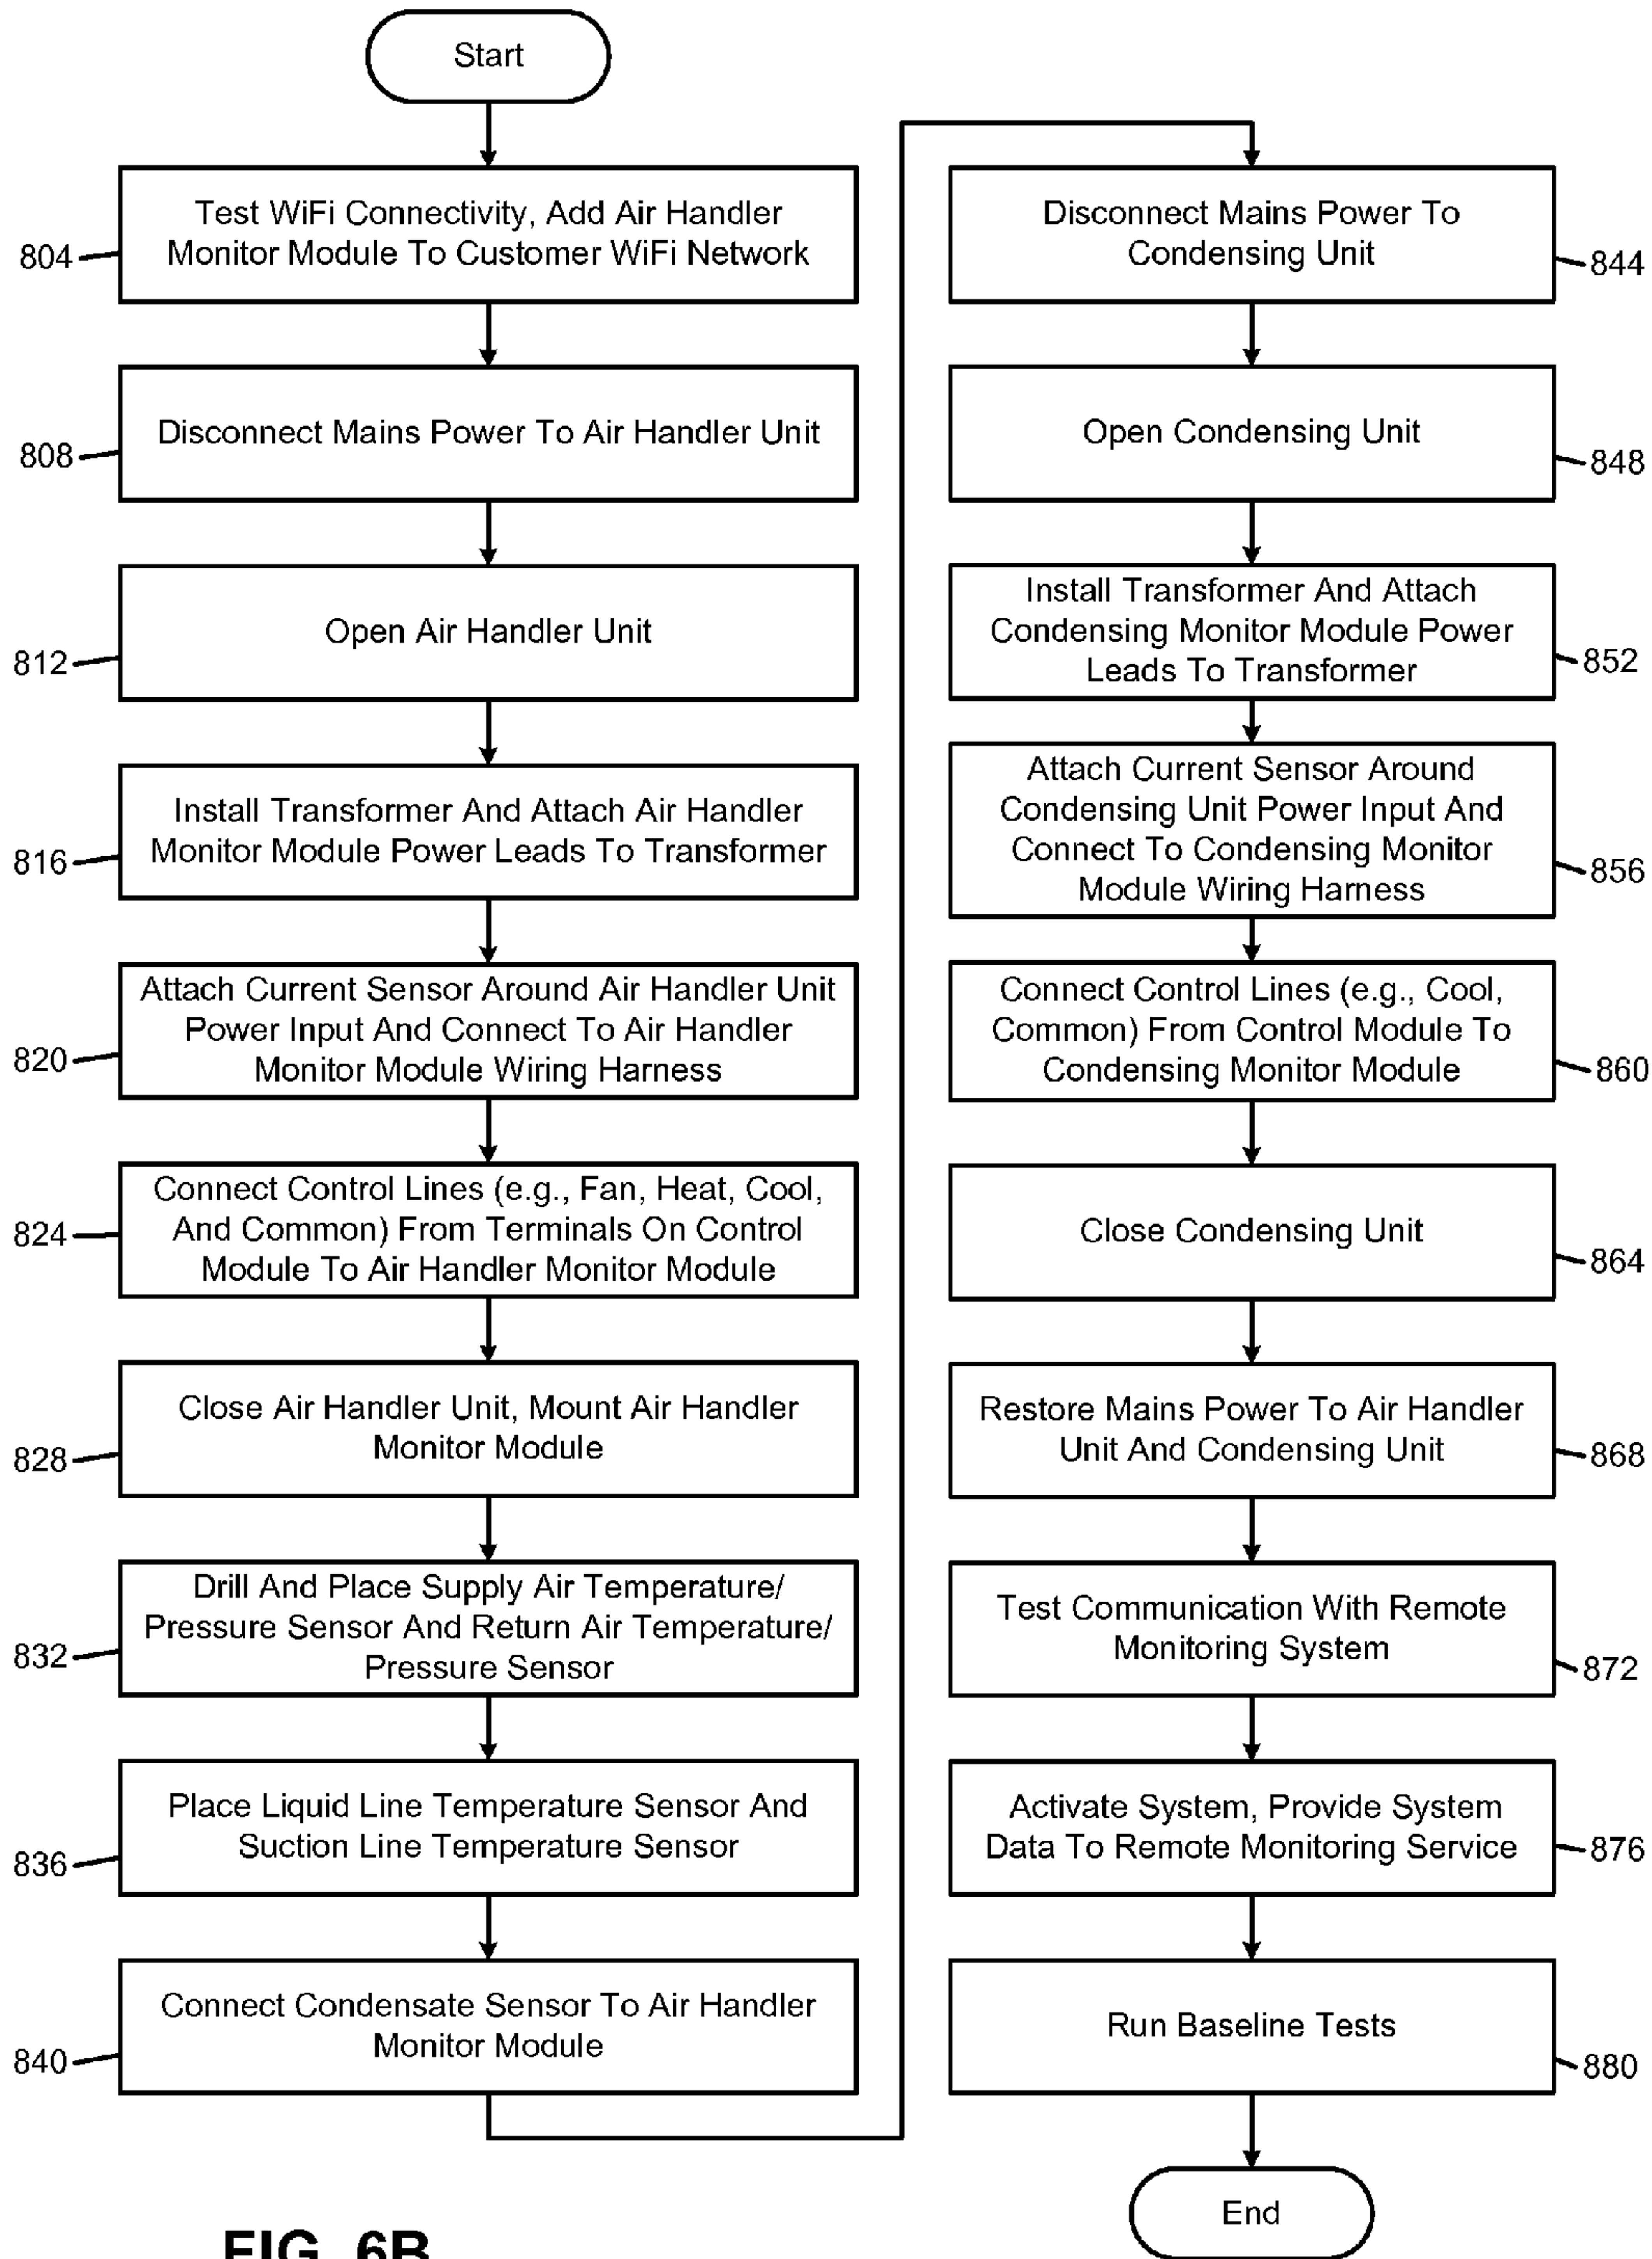 Start
Test WiFi Connectivity, Add Air Handler
Monitor Module To Customer WiFi Network
804
Disconnect Mains Power To Air Handler Unit
808
Open Air Handler Unit
812
Install Transformer And Attach Air Handler
Monitor Module Power Leads To Transformer
816
Attach Current Sensor Around Air Handler Unit
Power Input And Connect To Air Handler
Monitor Module Wiring Harness
820
Connect Control Lines (e.g., Fan, Heat, Cool,
And Common) From Terminals On Control
Module To Air Handler Monitor Module
824
Close Air Handler Unit, Mount Air Handler
Monitor Module
828
Drill And Place Supply Air Temperature/
Pressure Sensor And Return Air Temperature/
Pressure Sensor
832
Place Liquid Line Temperature Sensor And
Suction Line Temperature Sensor
836
Connect Condensate Sensor To Air Handler
Monitor Module
840
Disconnect Mains Power To
Condensing Unit
844
Open Condensing Unit
848
Install Transformer And Attach
Condensing Monitor Module Power
Leads To Transformer
852
Attach Current Sensor Around
Condensing Unit Power Input And
Connect To Condensing Monitor
Module Wiring Harness
856
Connect Control Lines (e.g., Cool,
Common) From Control Module To
Condensing Monitor Module
860
Close Condensing Unit
864
Restore Mains Power To Air Handler
Unit And Condensing Unit
868
Test Communication With Remote
Monitoring System
872
Activate System, Provide System
Data To Remote Monitoring Service
876
Run Baseline Tests
880
End
FIG. 6B